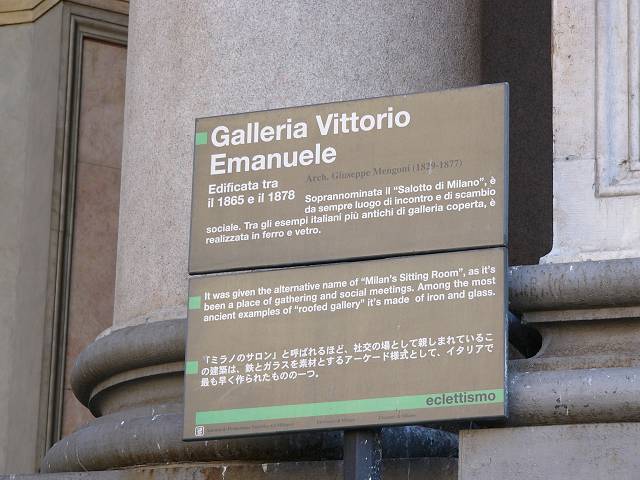 Galleria Vittorio
Emanuele
Arch. Giuseppe Mengoni (1829-1877)
Edificata tra
il 1865 e il 1878
Soprannominata il "Salotto di Milano", è
da sempre luogo di incontro e di scambio
sociale. Tra gli esempi italiani più antichi di galleria coperta, è
realizzata in ferro e vetro.
It was given the alternative name of "Milan's Sitting Room", as it's
been a place of gathering and social meetings. Among the most
ancient examples of "roofed gallery" it's made of iron and glass.
「ミラノのサロン」と呼ばれるほど、社交の場として親しまれているこ
の建築は、鉄とガラスを素材とするアーケード様式として、イタリアで
最も早く作られたものの一つ。
eclettismo